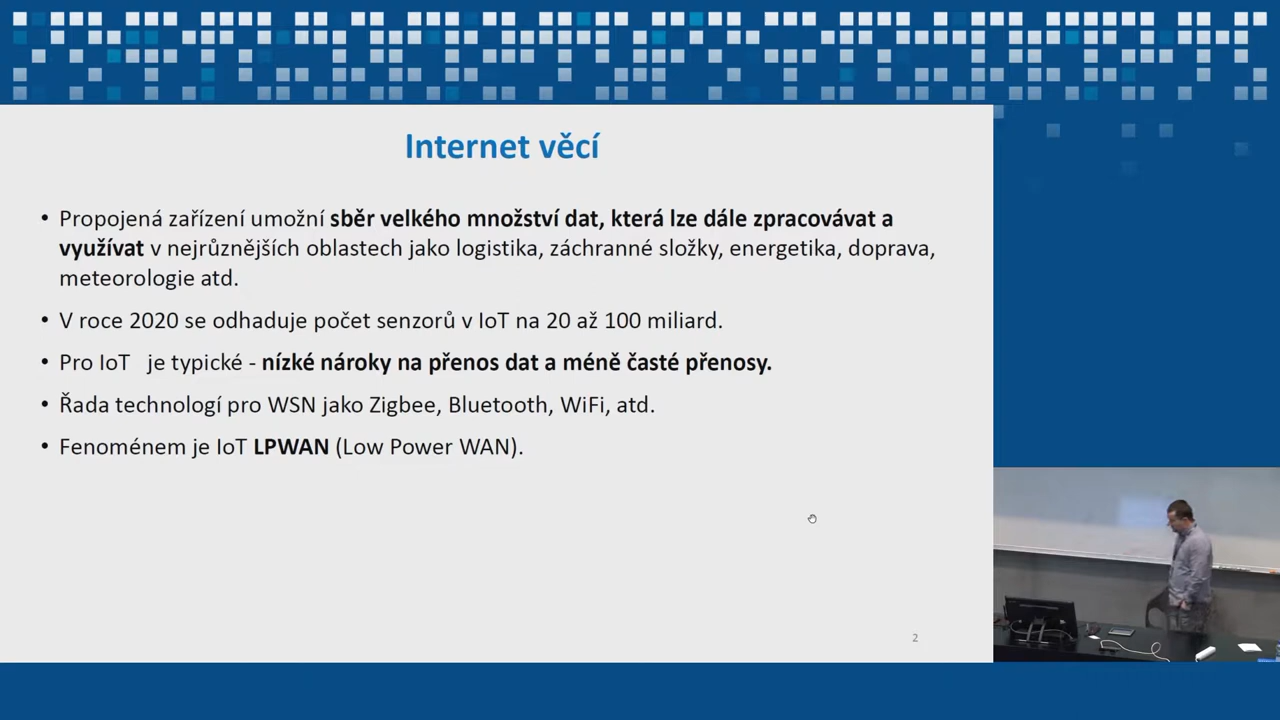 Internet věcí
• Propojená zařízení umožní sběr velkého množství dat, která lze dále zpracovávat a
využívat v nejrůznějších oblastech jako logistika, záchranné složky, energetika, doprava,
meteorologie atd.
• V roce 2020 se odhaduje počet senzorů v IoT na 20 až 100 miliard.
• Pro IoT   je typické - nízké nároky na přenos dat a méně časté přenosy.
• Řada technologí pro WSN jako Zigbee, Bluetooth, WiFi, atd.
• Fenoménem je IoT LPWAN (Low Power WAN).
2